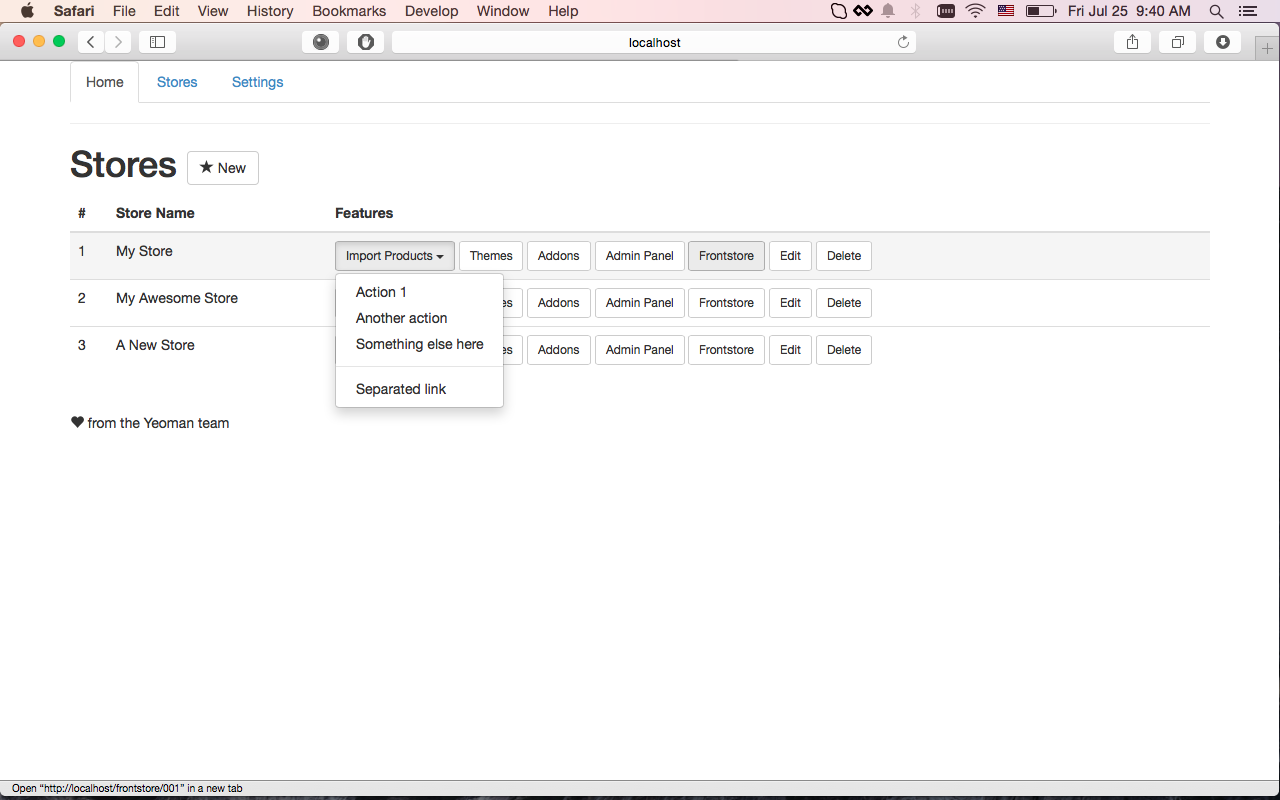 Safari File Edit View History Bookmarks Develop Window Help Fri Jul 25 9:40 AM
localhost
Home Stores Settings
Stores New
# Store Name Features
1 My Store Import Products Themes Addons Admin Panel Frontstore Edit Delete
Action 1
2 My Awesome Store es Addons Admin Panel Frontstore Edit Delete
Another action
Something else here
3 A New Store es Addons Admin Panel Frontstore Edit Delete
Separated link
from the Yeoman team
Open “http://localhost/frontstore/001” in a new tab